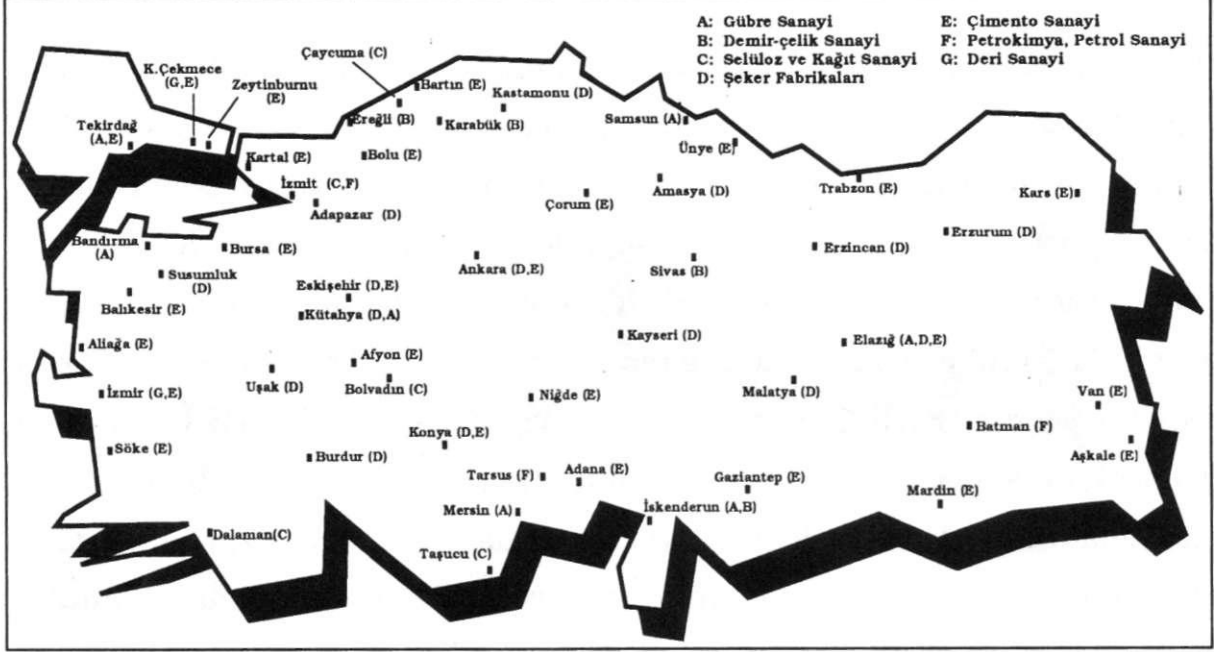 A: Gübre Sanayi
B: Demir-çelik Sanayi
C: Selüloz ve Kağıt Sanayi
D: Şeker Fabrikaları
E: Çimento Sanayi
F: Petrokimya, Petrol Sanayi
G: Deri Sanayi
Çaycuma (C)
K.Çekmece
(G,E)
Zeytinburnu
(E)
Bartın (E)
Kastamonu (D)
Tekirdağ
(A,E)
Ereğli (B)
Karabük (B)
Samsun (A)
Ünye (E)
Kartal (E)
Bolu (E)
İzmit (C,F)
Adapazar (D)
Çorum (E)
Amasya (D)
Trabzon (E)
Kars (E)
Bandırma
(A)
Bursa (E)
Ankara (D,E)
Sivas (B)
Erzincan (D)
Erzurum (D)
Susumluk
(D)
Balıkesir (E)
Eskişehir (D,E)
Kütahya (D,A)
Kayseri (D)
Elazığ (A,D,E)
Aliağa (E)
Afyon (E)
Uşak (D)
Bolvadın (C)
İzmir (G,E)
Niğde (E)
Malatya (D)
Van (E)
Batman (F)
Aşkale (E)
Söke (E)
Konya (D,E)
Burdur (D)
Tarsus (F)
Adana (E)
Gaziantep (E)
Mardin (E)
Mersin (A)
İskenderun (A,B)
Dalaman(C)
Taşucu (C)